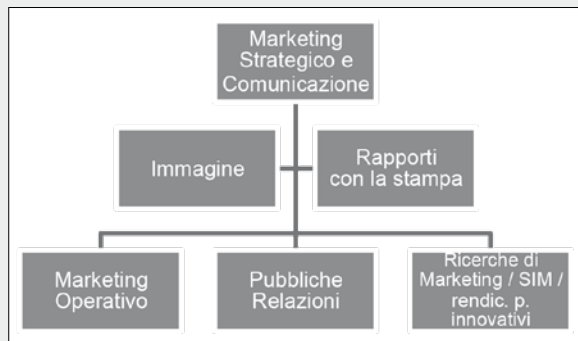 Marketing
Strategico e
Comunicazione
Immagine
Rapporti
con la stampa
Marketing
Operativo
Pubbliche
Relazioni
Ricerche di
Marketing / SIM /
rendic. p.
innovativi